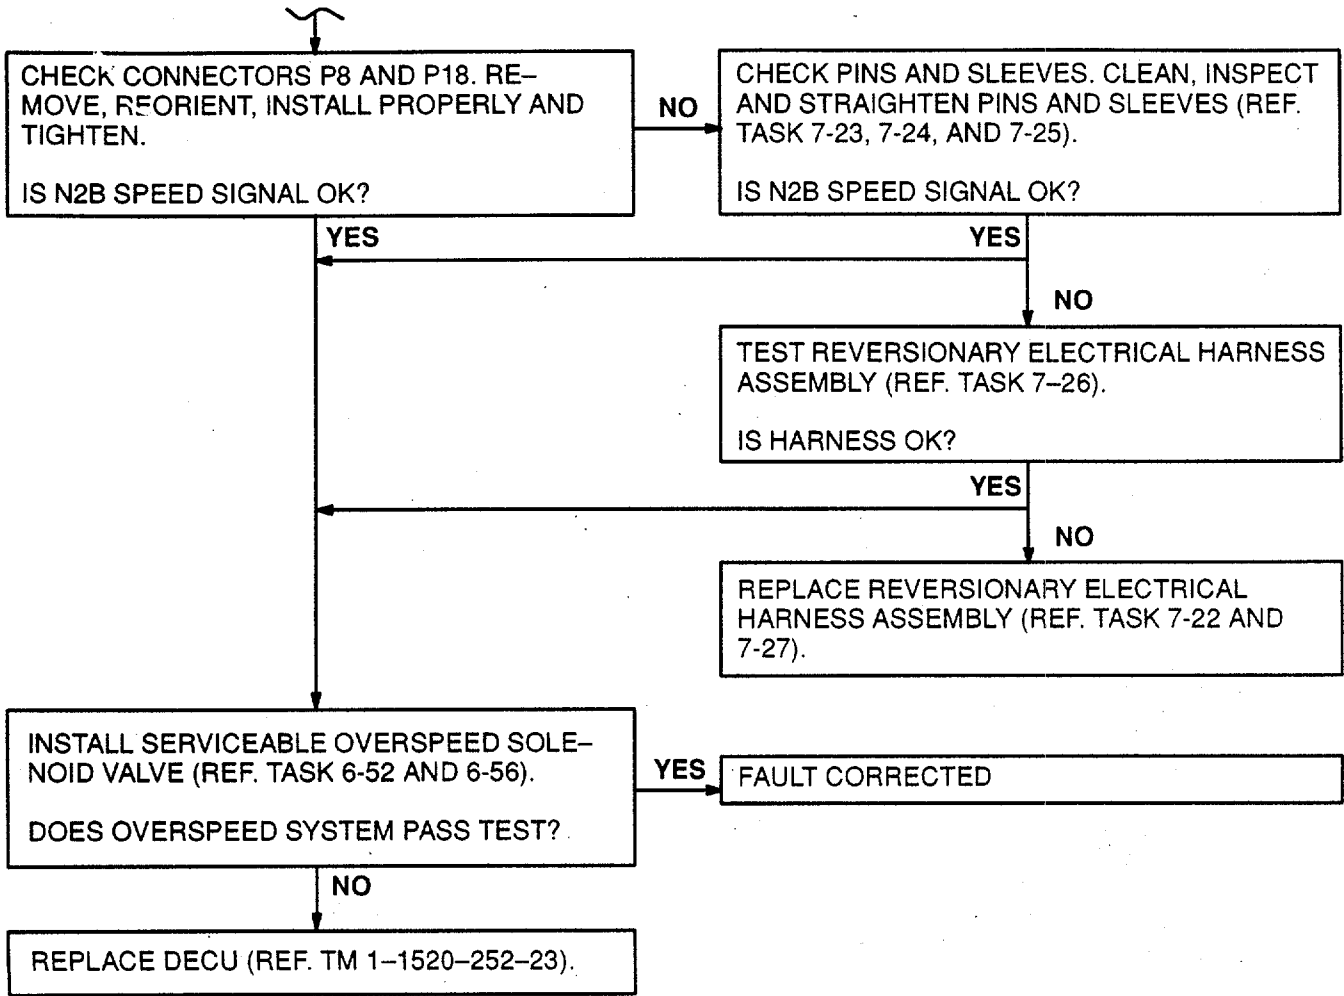 CHECK CONNECTORS P8 AND P18. RE–
MOVE, REORIENT, INSTALL PROPERLY AND
TIGHTEN.
IS N2B SPEED SIGNAL OK?
NO
CHECK PINS AND SLEEVES. CLEAN, INSPECT
AND STRAIGHTEN PINS AND SLEEVES (REF.
TASK 7-23, 7-24, AND 7-25).
IS N2B SPEED SIGNAL OK?
YES
YES
NO
TEST REVERSIONARY ELECTRICAL HARNESS
ASSEMBLY (REF. TASK 7–26).
IS HARNESS OK?
YES
NO
REPLACE REVERSIONARY ELECTRICAL
HARNESS ASSEMBLY (REF. TASK 7-22 AND
7-27).
INSTALL SERVICEABLE OVERSPEED SOLE–
NOID VALVE (REF. TASK 6-52 AND 6-56).
DOES OVERSPEED SYSTEM PASS TEST?
YES
FAULT CORRECTED
NO
REPLACE DECU (REF. TM 1–1520–252–23).